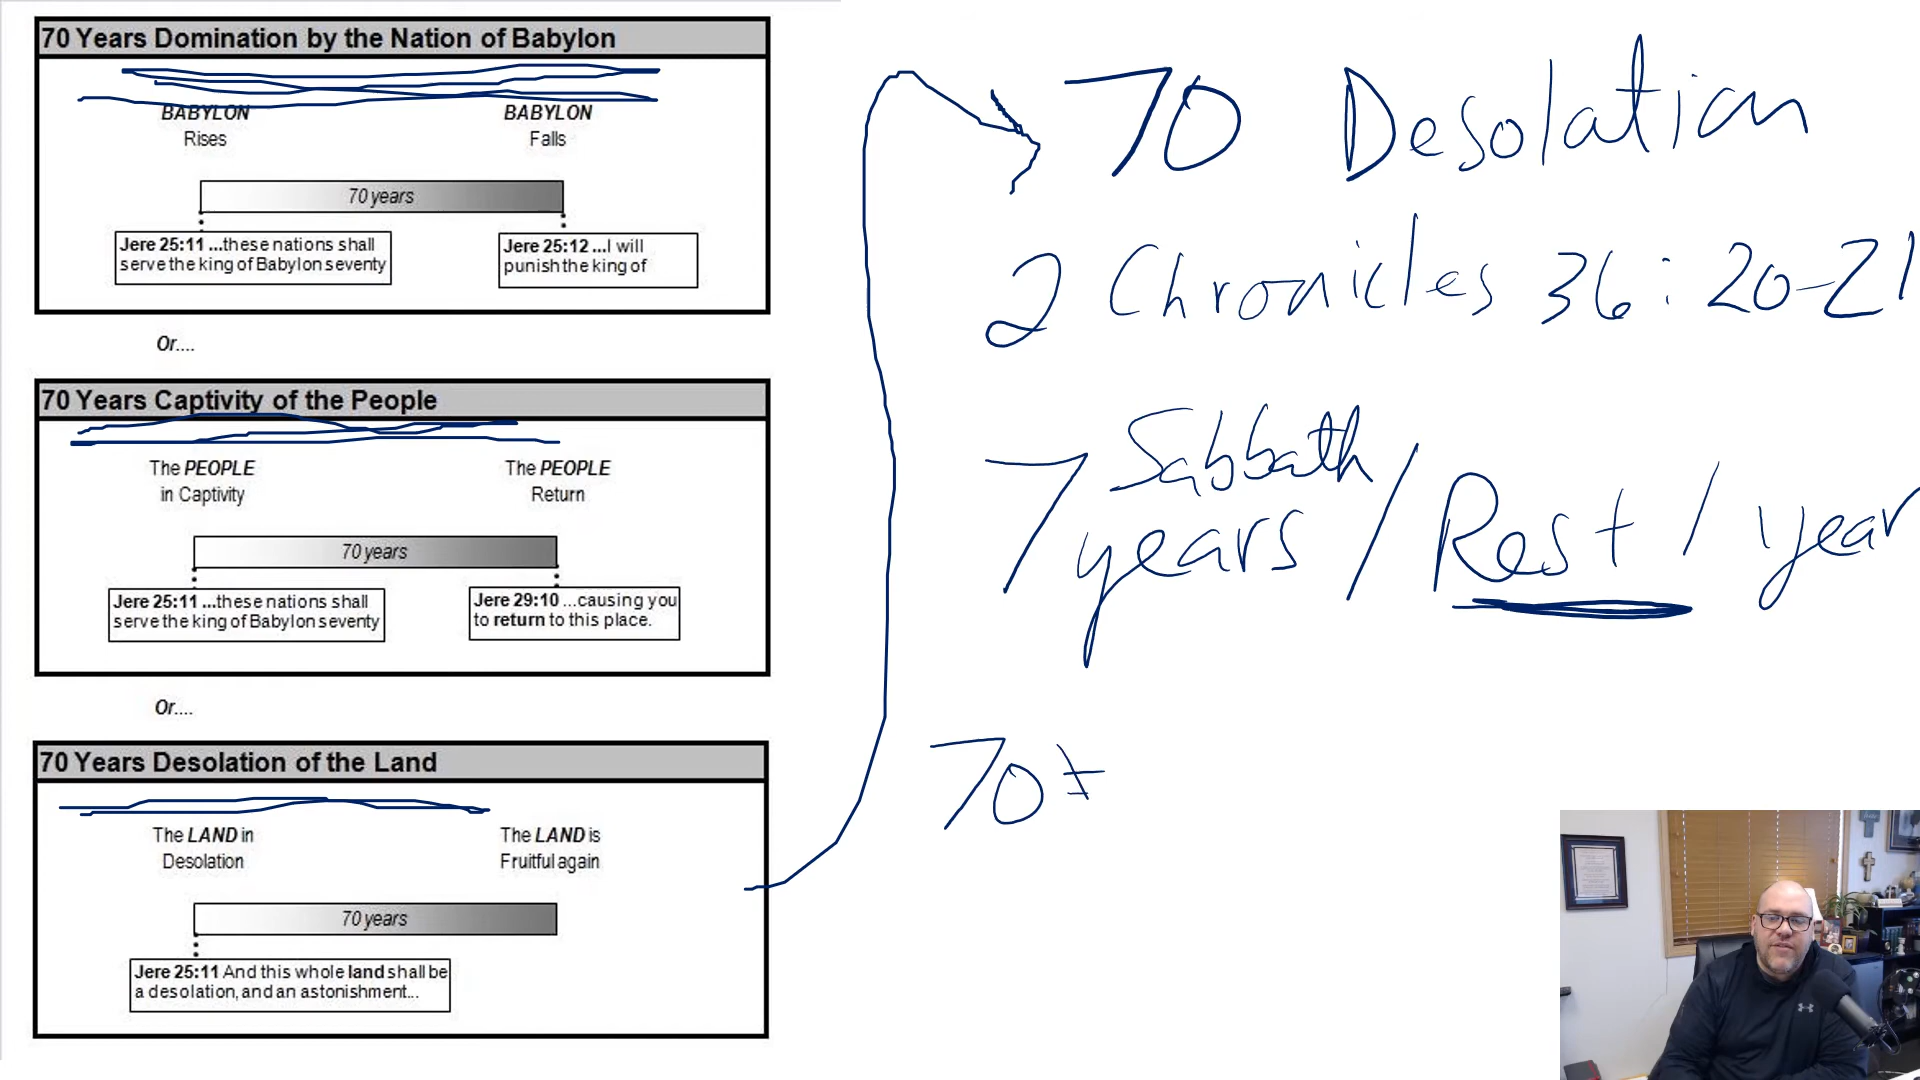 70 Years Domination by the Nation of Babylon
BABYLON BABYLON
Rises Falls
70 years
Jere 25:11 ...these nations shall
serve the king of Babylon seventy
Jere 25:12 ...I will
punish the king of
Or....
70 Years Captivity of the People
The PEOPLE The PEOPLE
in Captivity Return
70 years
Jere 25:11 ...these nations shall
serve the king of Babylon seventy
Jere 29:10 ...causing you
to return to this place.
Or....
70 Years Desolation of the Land
The LAND in The LAND is
Desolation Fruitful again
70 years
Jere 25:11 And this whole land shall be
a desolation, and an astonishment...
70 Desolation
2 Chronicles 36:20-21
Sabbath
7 years / Rest / year
70 ≠